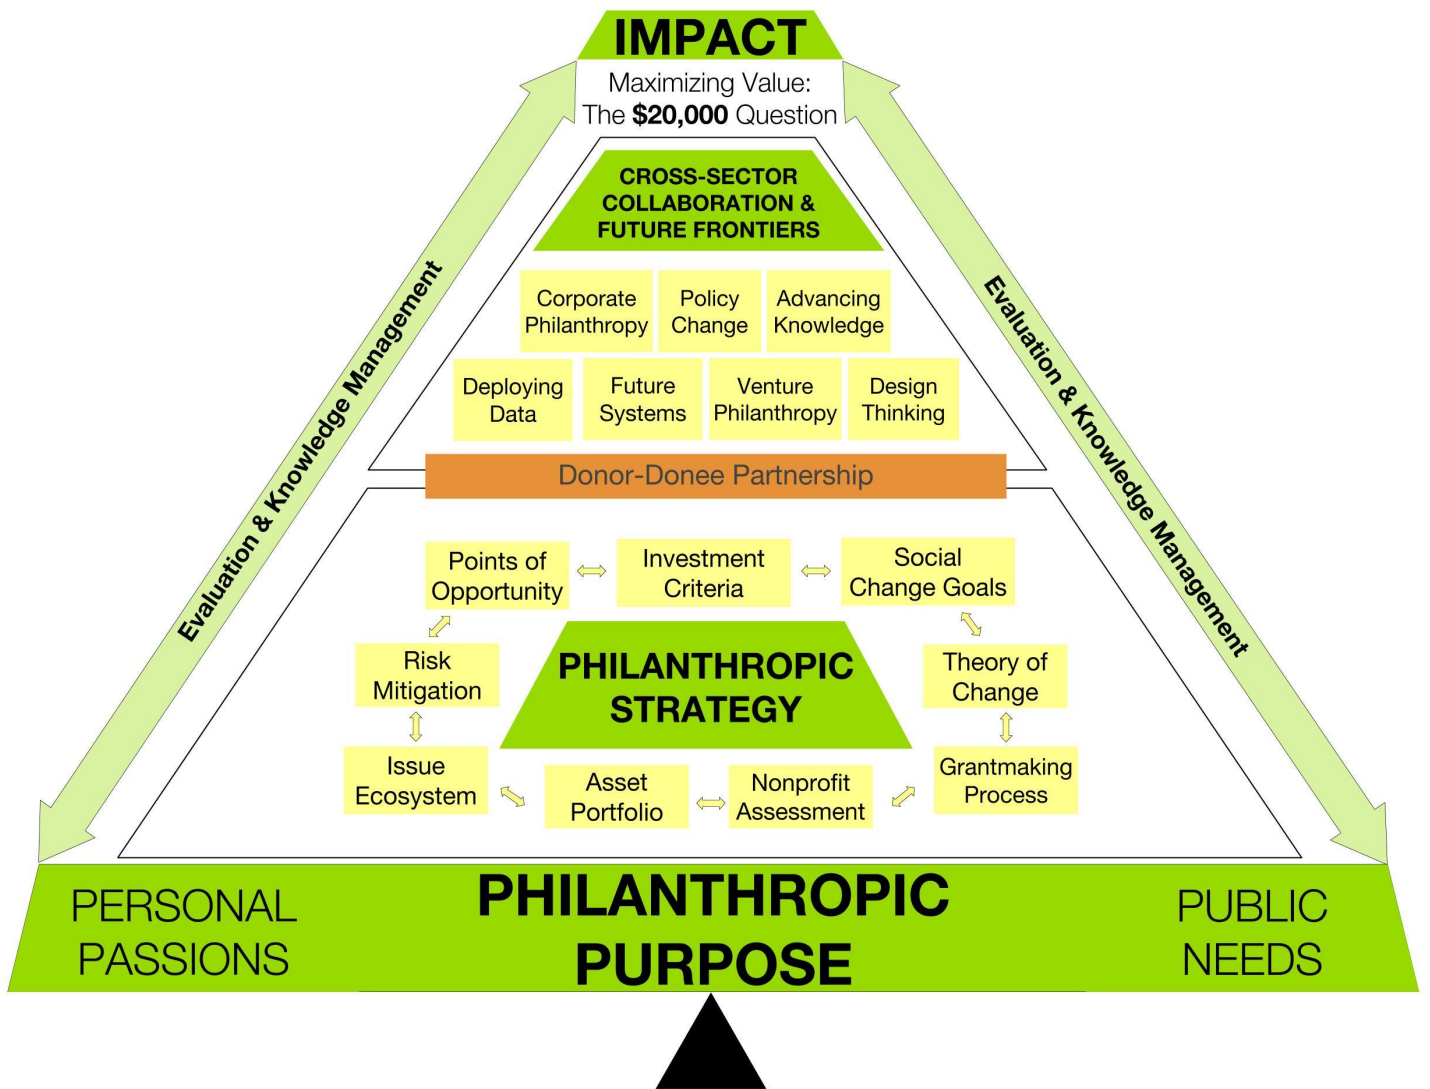 IMPACT
Maximizing Value:
The $20,000 Question
CROSS-SECTOR
COLLABORATION &
FUTURE FRONTIERS
Corporate
Philanthropy
Policy
Change
Advancing
Knowledge
Deploying
Data
Future
Systems
Venture
Philanthropy
Design
Thinking
Evaluation & Knowledge Management
Evaluation & Knowledge Management
Donor-Donee Partnership
Points of
Opportunity
Investment
Criteria
Social
Change Goals
Risk
Mitigation
PHILANTHROPIC
STRATEGY
Theory of
Change
Issue
Ecosystem
Asset
Portfolio
Nonprofit
Assessment
Grantmaking
Process
PERSONAL
PASSIONS
PHILANTHROPIC
PURPOSE
PUBLIC
NEEDS